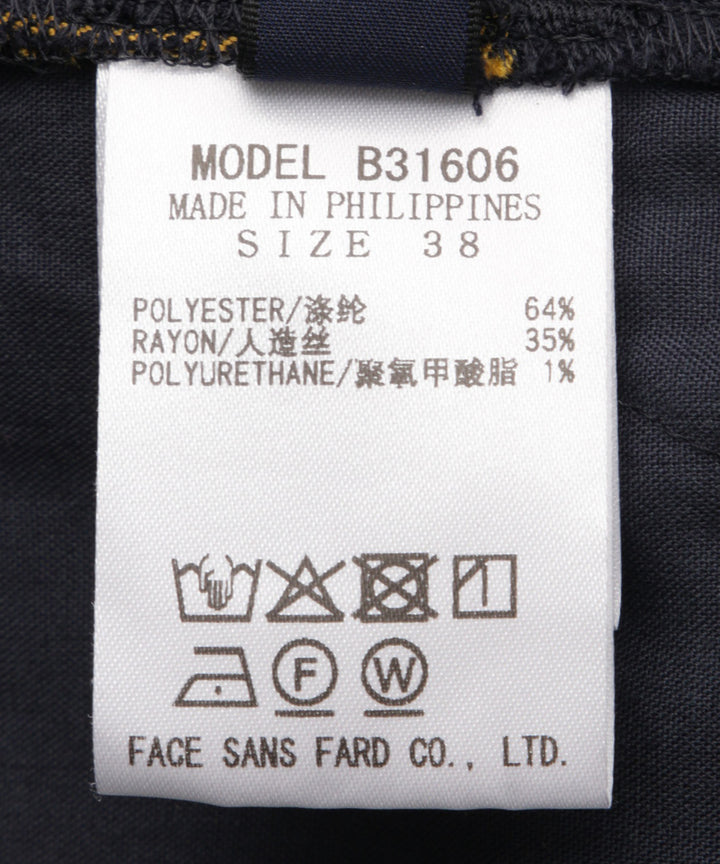 MODEL B31606
MADE IN PHILIPPINES
SIZE 38
POLYESTER/涤纶 64%
RAYON/人造丝 35%
POLYURETHANE/聚氧甲酸脂 1%
F W
FACE SANS FARD CO., LTD.